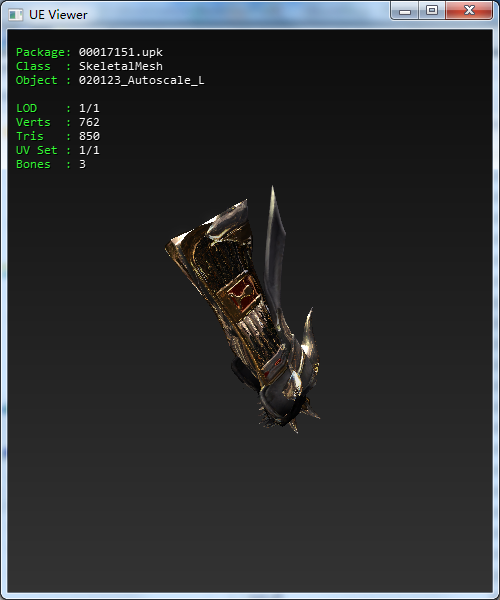 UE Viewer
Package: 00017151.upk
Class : SkeletalMesh
Object : 020123_Autoscale_L
LOD : 1/1
Verts : 762
Tris : 850
UV Set : 1/1
Bones : 3